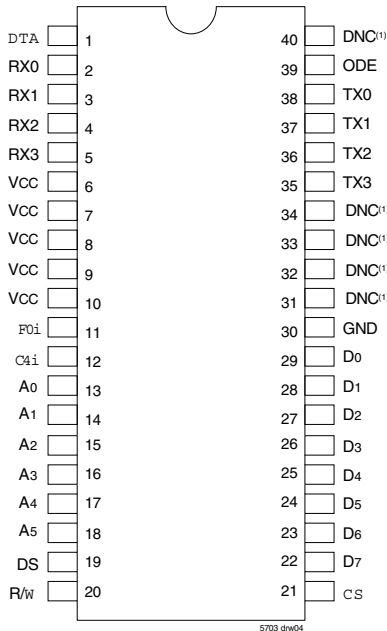 DTA 1 40 DNC(1)
RX0 2 39 ODE
RX1 3 38 TX0
RX2 4 37 TX1
RX3 5 36 TX2
VCC 6 35 TX3
VCC 7 34 DNC(1)
VCC 8 33 DNC(1)
VCC 9 32 DNC(1)
VCC 10 31 DNC(1)
F0i 11 30 GND
C4i 12 29 D0
A0 13 28 D1
A1 14 27 D2
A2 15 26 D3
A3 16 25 D4
A4 17 24 D5
A5 18 23 D6
DS 19 22 D7
R/W 20 21 CS
5703 drw04